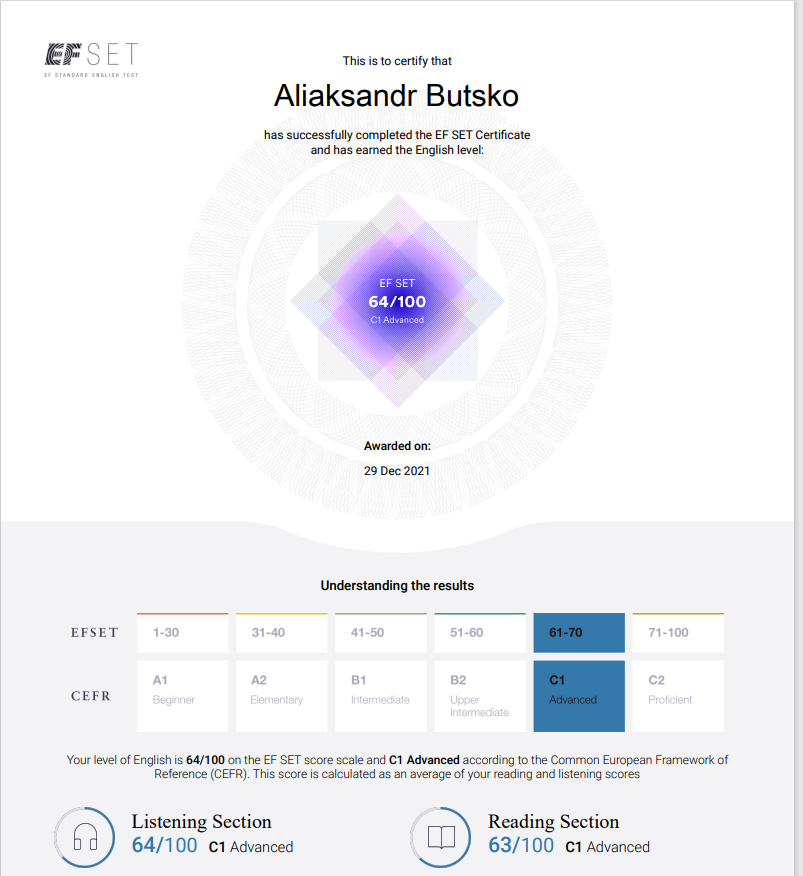 EF SET
EF STANDARD ENGLISH TEST
This is to certify that
Aliaksandr Butsko
has successfully completed the EF SET Certificate
and has earned the English level:
EF SET
64/100
C1 Advanced
Awarded on:
29 Dec 2021
Understanding the results
EFSET 1-30 31-40 41-50 51-60 61-70 71-100
CEFR A1 A2 B1 B2 C1 C2
Beginner Elementary Intermediate Upper Intermediate Advanced Proficient
Your level of English is 64/100 on the EF SET score scale and C1 Advanced according to the Common European Framework of
Reference (CEFR). This score is calculated as an average of your reading and listening scores
Listening Section
64/100 C1 Advanced
Reading Section
63/100 C1 Advanced